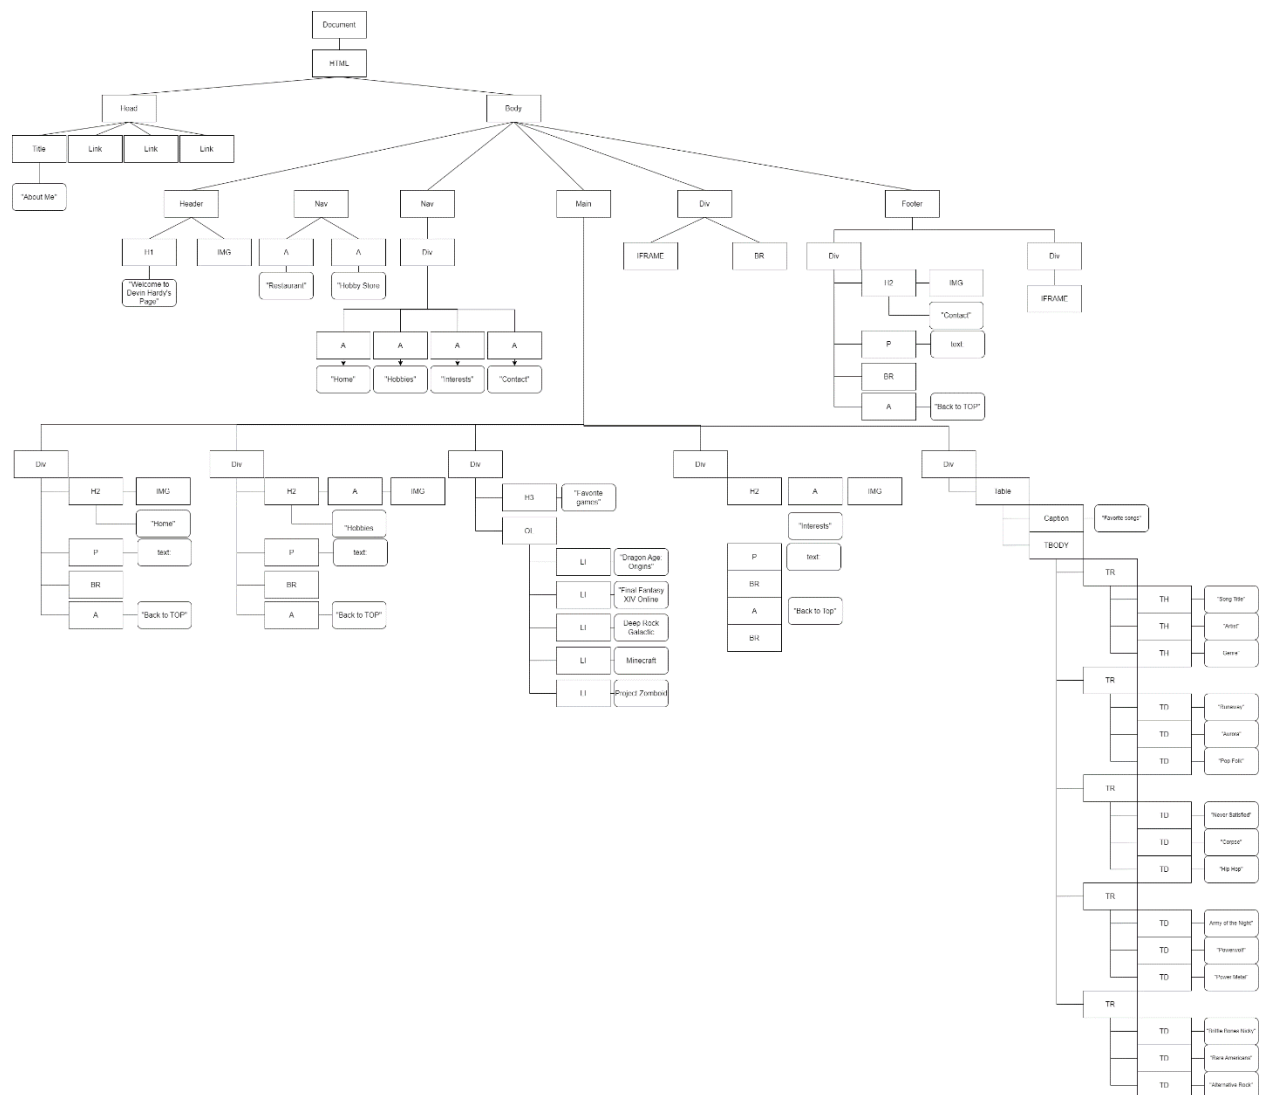 Document
HTML
Head
Body
Title
Link
Link
Link
"About Me"
Header
Nav
Nav
Main
Div
Footer
H1
IMG
A
A
Div
IFRAME
BR
Div
Div
"Welcome to
Devin Hardy's
Page"
"Restaurant"
"Hobby Store
H2
IMG
IFRAME
"Contact"
A
A
A
A
P
text
"Home"
"Hobbies"
"Interests"
"Contact"
BR
A
"Back to TOP"
Div
Div
Div
Div
Div
H2
IMG
"Home"
P
text:
BR
A
"Back to TOP"
H2
A
IMG
"Hobbies
P
text:
BR
A
"Back to TOP"
H3
"Favorite
games"
OL
LI
"Dragon Age:
Origins"
LI
"Final Fantasy
XIV Online
LI
Deep Rock
Galactic
LI
Minecraft
LI
Project Zomboid
H2
A
IMG
"Interests"
P
text:
BR
A
"Back to Top"
BR
Table
Caption
"Favorite songs"
TBODY
TR
TH
"Song Title"
TH
"Artist"
TH
Genre"
TR
TD
"Runaway"
TD
"Aurora"
TD
"Pop Folk"
TR
TD
"Never Satisfied"
TD
"Corpse"
TD
"Hip Hop"
TR
TD
Army of the Night"
TD
"Powerwolf"
TD
"Power Metal"
TR
TD
"Brittle Bones Nicky"
TD
"Rare Americans"
TD
"Alternative Rock"